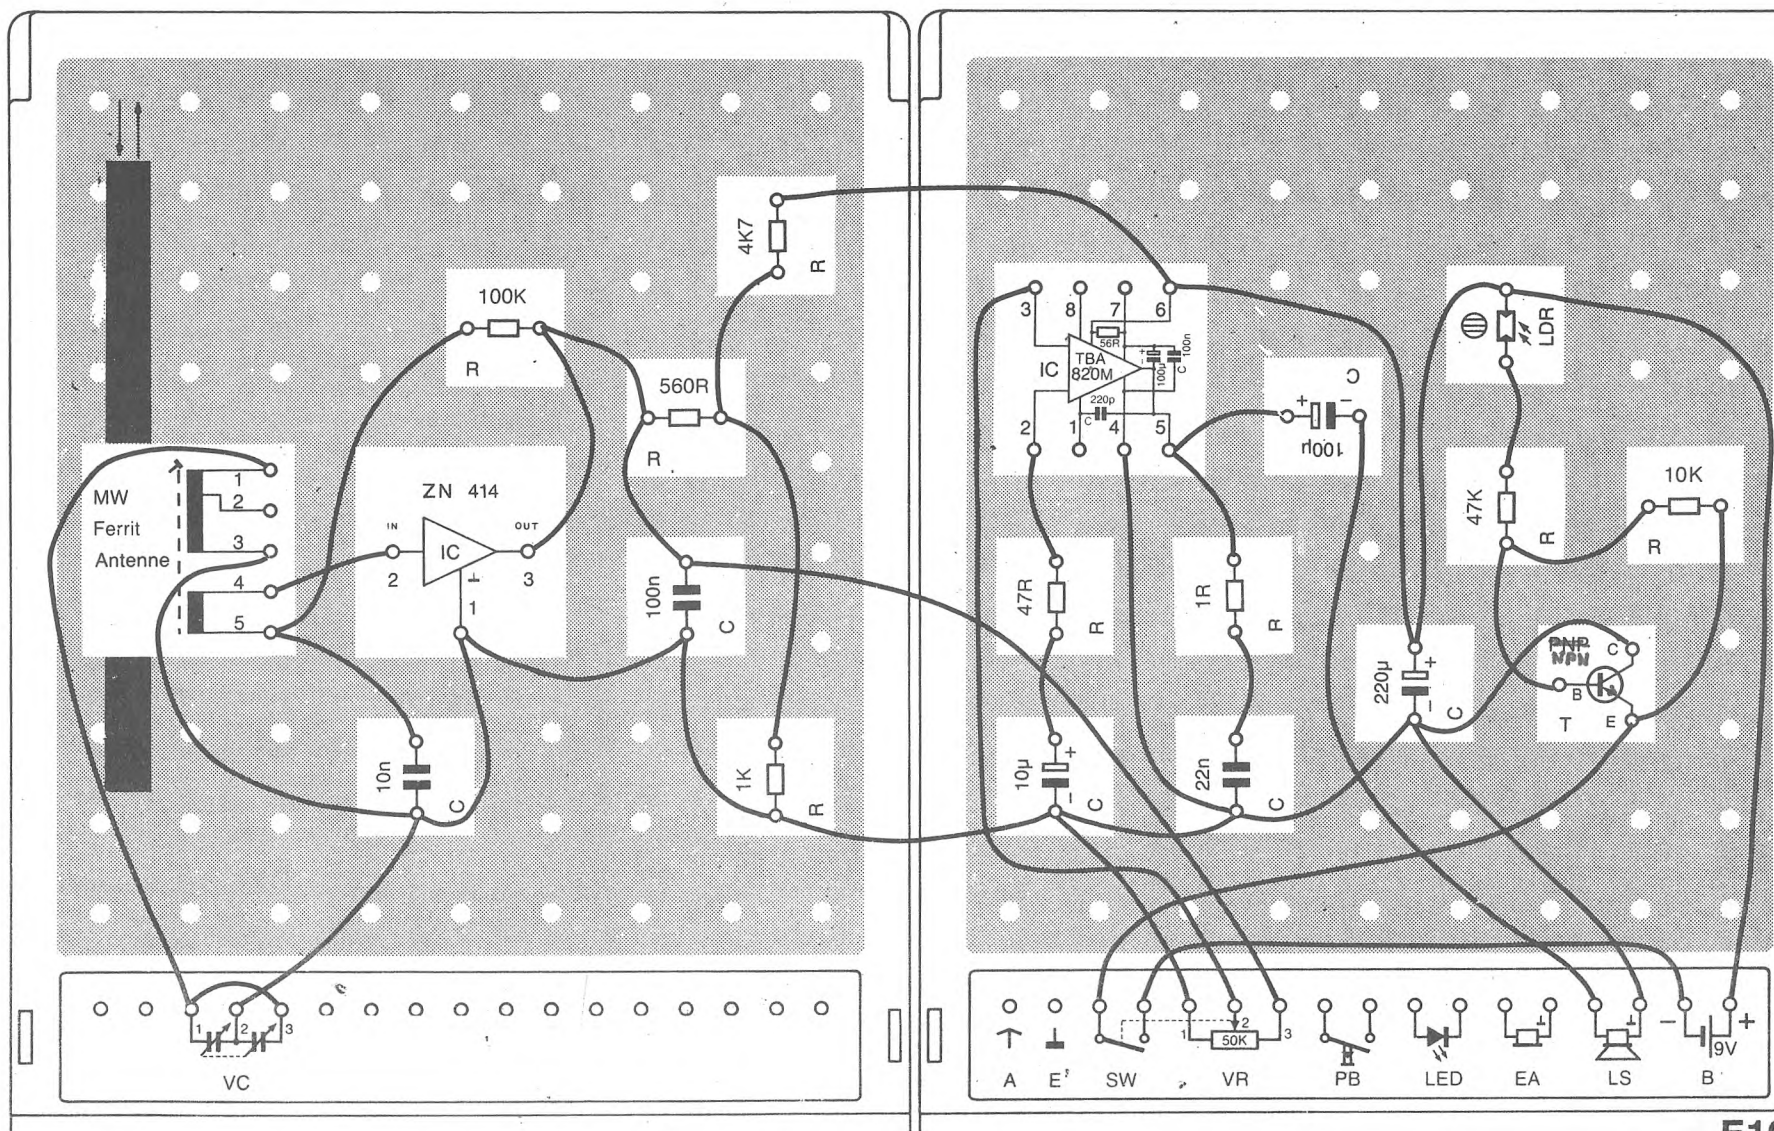 4K7
R
100K
R
560R
R
MW
Ferrit
Antenne
1
2
3
4
5
ZN 414
IN
OUT
IC
2
3
1
100n
C
10n
C
1K
R
1 2 3
VC
3 8 7 6
56R
IC
TBA
820M
+
-
100µ
C
100n
220p
C
2 1 4 5
C
+ -
100µ
LDR
47K
R
10K
R
47R
R
1R
R
220µ
+
-
C
PNP
NPN
C
B
E
T
10µ
+
-
C
22n
C
1 2 3
50K
- +
9V
A E SW VR PB LED EA LS B